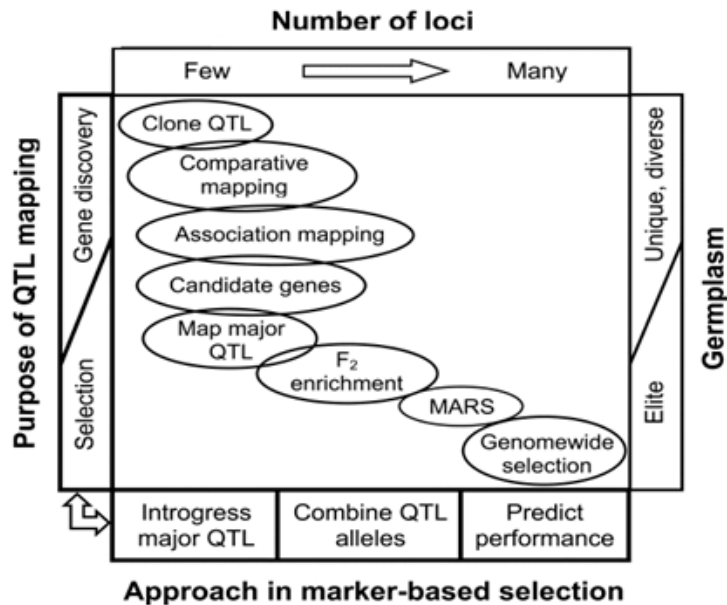 Number of loci
Few
Many
Purpose of QTL mapping
Gene discovery
Selection
Clone QTL
Comparative
mapping
Association mapping
Candidate genes
Map major
QTL
F₂
enrichment
MARS
Genomewide
selection
Unique, diverse
Elite
Germplasm
Introgress
major QTL
Combine QTL
alleles
Predict
performance
Approach in marker-based selection